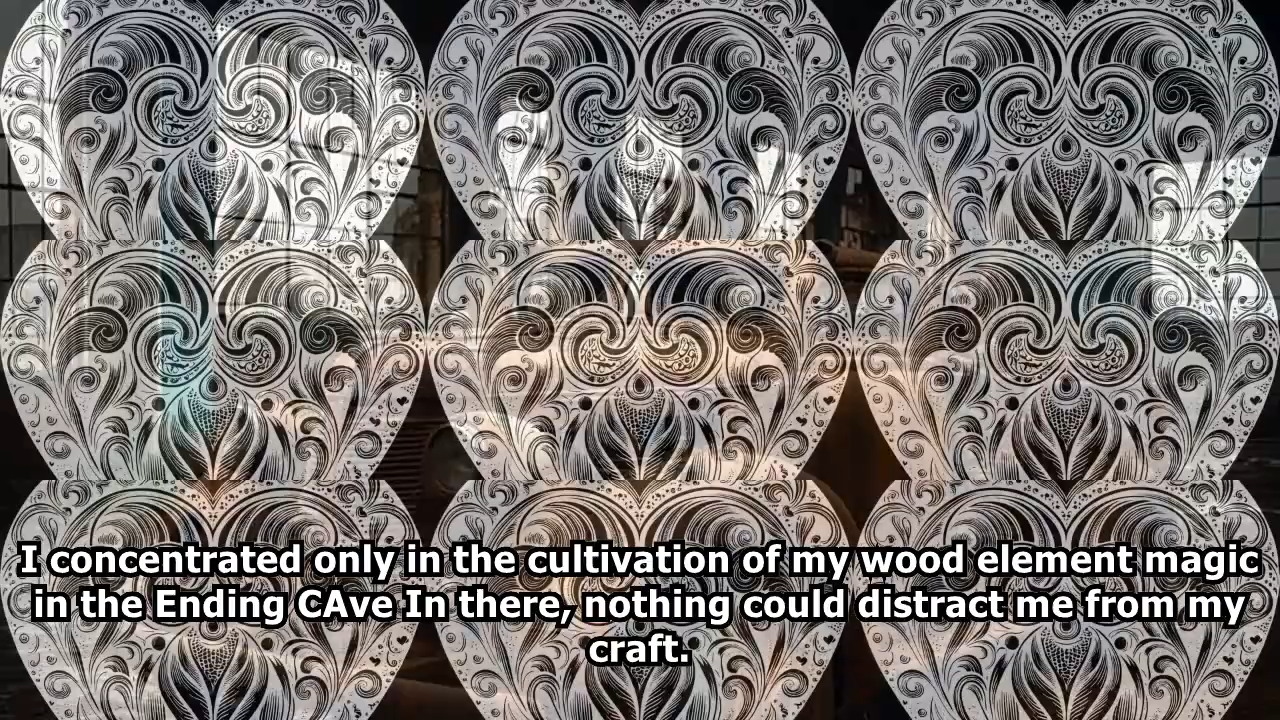 I concentrated only in the cultivation of my wood element magic
in the Ending CAve In there, nothing could distract me from my
craft.